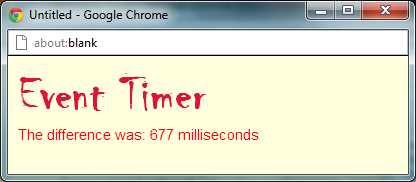 Untitled - Google Chrome
about:blank
Event Timer
The difference was: 677 milliseconds